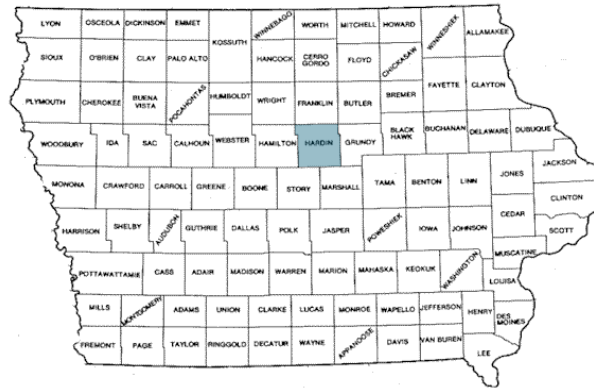 LYON OSCEOLA DICKINSON EMMET KOSSUTH WINNEBAGO WORTH MITCHELL HOWARD WINNESHIEK ALLAMAKEE
SIOUX O'BRIEN CLAY PALO ALTO HANCOCK CERRO GORDO FLOYD CHICKASAW FAYETTE CLAYTON
PLYMOUTH CHEROKEE BUENA VISTA POCAHONTAS HUMBOLDT WRIGHT FRANKLIN BUTLER BREMER
WOODBURY IDA SAC CALHOUN WEBSTER HAMILTON HARDIN GRUNDY BLACK HAWK BUCHANAN DELAWARE DUBUQUE
MONONA CRAWFORD CARROLL GREENE BOONE STORY MARSHALL TAMA BENTON LINN JONES JACKSON
CLINTON
HARRISON SHELBY AUDUBON GUTHRIE DALLAS POLK JASPER POWESHIEK IOWA JOHNSON CEDAR SCOTT
MUSCATINE
POTTAWATTAMIE CASS ADAIR MADISON WARREN MARION MAHASKA KEOKUK WASHINGTON LOUISA
MILLS MONTGOMERY ADAMS UNION CLARKE LUCAS MONROE WAPELLO JEFFERSON HENRY DES MOINES
FREMONT PAGE TAYLOR RINGGOLD DECATUR WAYNE APPANOOSE DAVIS VAN BUREN LEE